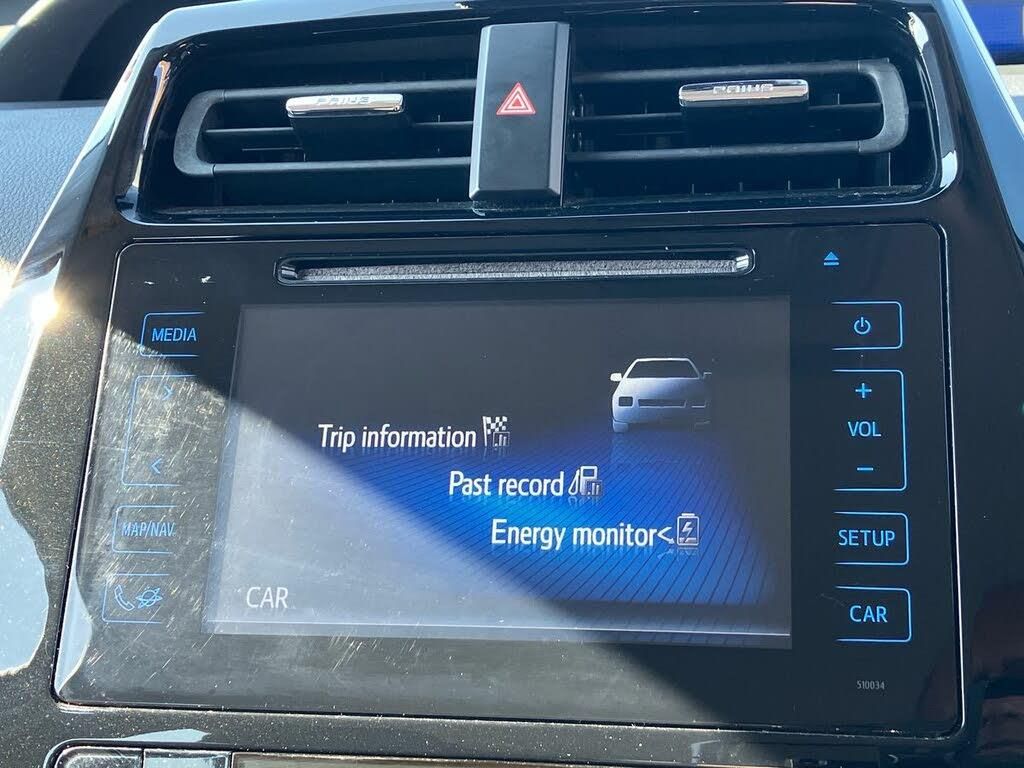 PRIUS
PRIUS
MEDIA
VOL
Trip information
Past record
Energy monitor
MAP/NAV
SETUP
CAR
CAR
510034